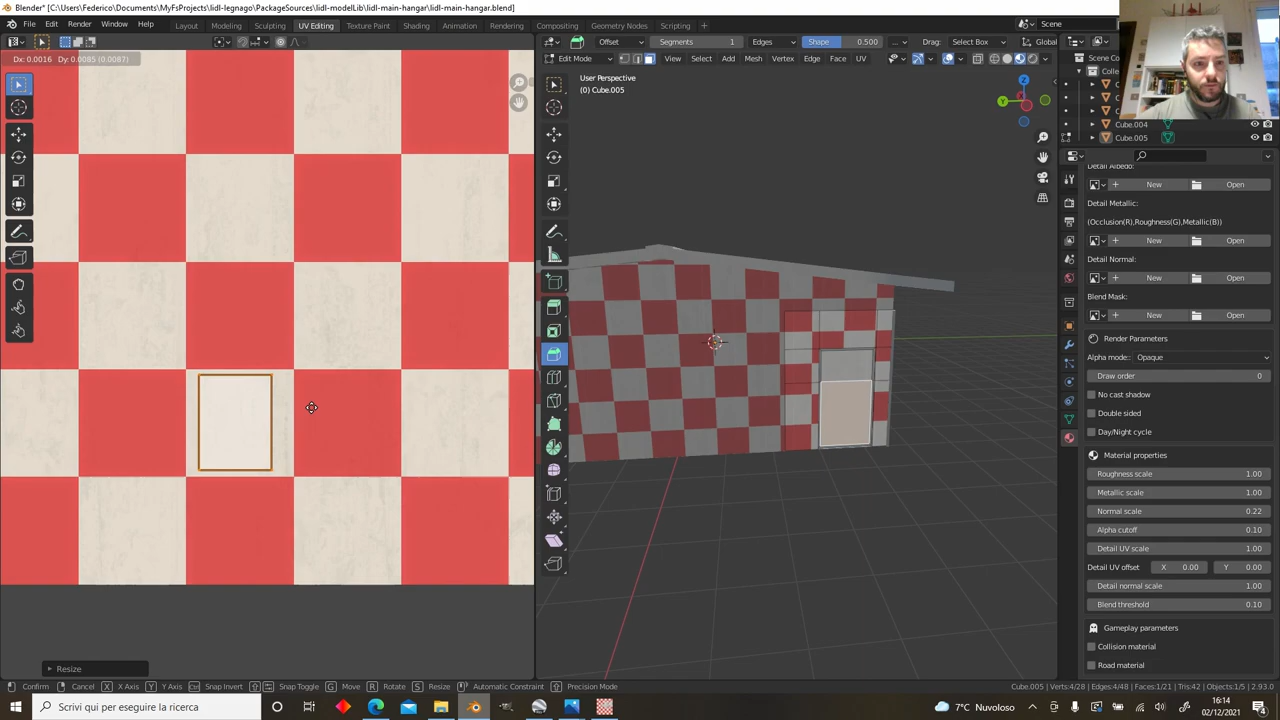 Blender* [C:\Users\Federico\Documents\MyFsProjects\lidl-legnago\PackageSources\lidl-modelLib\lidl-main-hangar\lidl-main-hangar.blend]
File Edit Render Window Help Layout Modeling Sculpting UV Editing Texture Paint Shading Animation Rendering Compositing Geometry Nodes Scripting Scene
Offset Segments 1 Edges Shape 0.500 ... Drag: Select Box Global
Dx: 0.0016 Dy: 0.0085 (0.0087) Edit Mode View Select Add Mesh Vertex Edge Face UV
Scene Co
Collec
User Perspective
(0) Cube.005
Cube.004
Cube.005
Detail Albedo:
New Open
Detail Metallic:
(Occlusion(R),Roughness(G),Metallic(B))
New Open
Detail Normal:
New Open
Blend Mask:
New Open
Render Parameters
Alpha mode: Opaque
Draw order 0
No cast shadow
Double sided
Day/Night cycle
Material properties
Roughness scale 1.00
Metallic scale 1.00
Normal scale 0.22
Alpha cutoff 0.10
Detail UV scale 1.00
Detail UV offset X 0.00 Y 0.00
Detail normal scale 1.00
Blend threshold 0.10
Gameplay parameters
Collision material
Road material
Resize
Confirm Cancel X X Axis Y Y Axis Snap Invert Snap Toggle G Move R Rotate S Resize Automatic Constraint Precision Mode Cube.005 | Verts:4/28 | Edges:4/48 | Faces:1/21 | Tris:42 | Objects:1/5 | 2.93.0
Scrivi qui per eseguire la ricerca 7°C Nuvoloso 16:14
02/12/2021